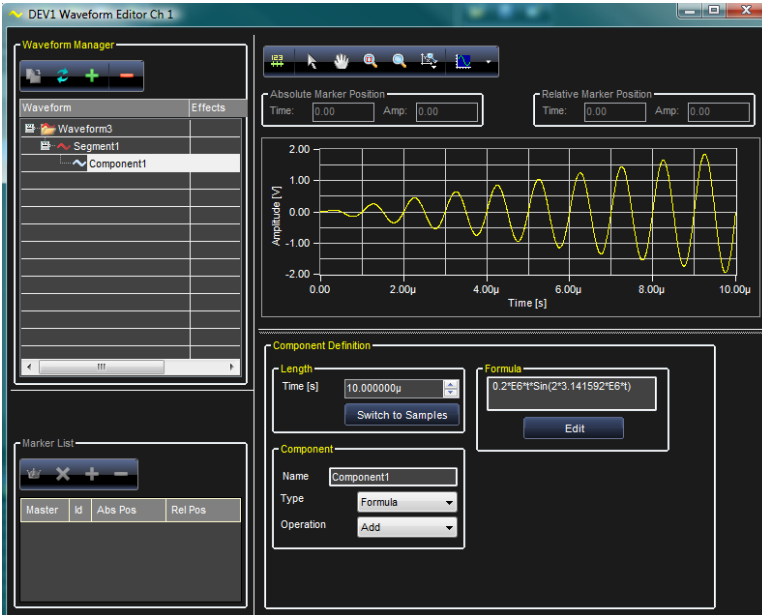 DEV1 Waveform Editor Ch 1
Waveform Manager
Waveform Effects
Waveform3
Segment1
Component1
123
Absolute Marker Position
Time: 0.00 Amp: 0.00
Relative Marker Position
Time: 0.00 Amp: 0.00
2.00
1.00
0.00
-1.00
-2.00
Amplitude [V]
0.00 2.00µ 4.00µ 6.00µ 8.00µ 10.00µ
Time [s]
Component Definition
Length
Time [s] 10.000000µ
Switch to Samples
Formula
0.2*E6*t*Sin(2*3.141592*E6*t)
Edit
Component
Name Component1
Type Formula
Operation Add
Marker List
Master Id Abs Pos Rel Pos